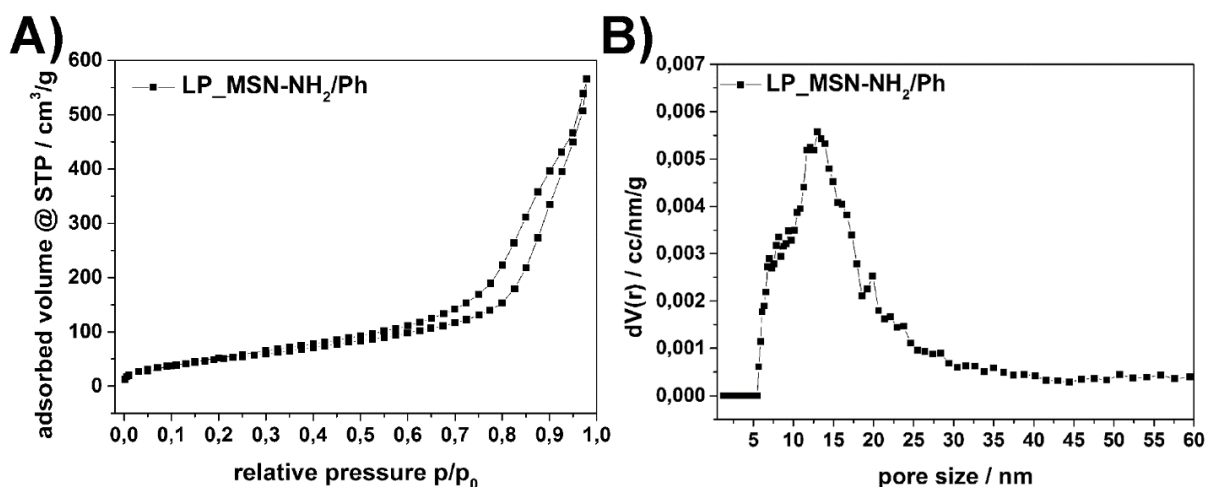 A)
adsorbed volume @ STP / cm³/g
600
500
400
300
200
100
0
LP_MSN-NH₂/Ph
0,0 0,1 0,2 0,3 0,4 0,5 0,6 0,7 0,8 0,9 1,0
relative pressure p/p₀
B)
dV(r) / cc/nm/g
0,007
0,006
0,005
0,004
0,003
0,002
0,001
0,000
LP_MSN-NH₂/Ph
5 10 15 20 25 30 35 40 45 50 55 60
pore size / nm